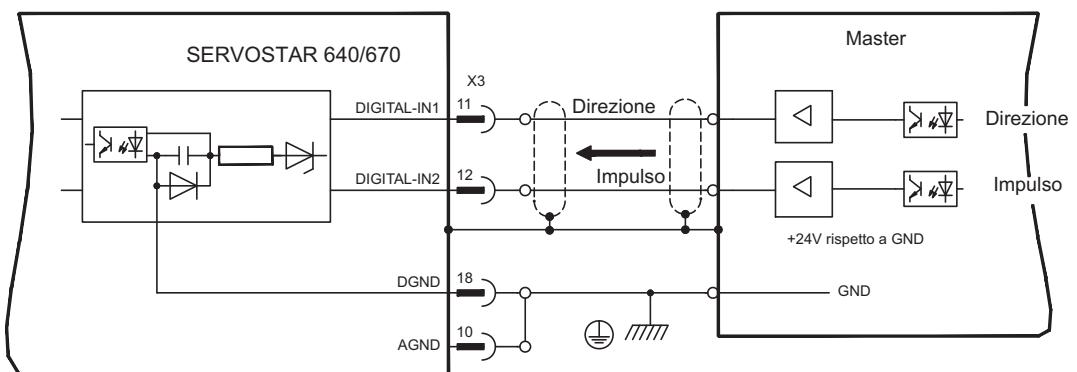 SERVOSTAR 640/670
Master
X3
DIGITAL-IN1
11
Direzione
Direzione
Impulso
DIGITAL-IN2
12
Impulso
+24V rispetto a GND
DGND
18
GND
AGND
10